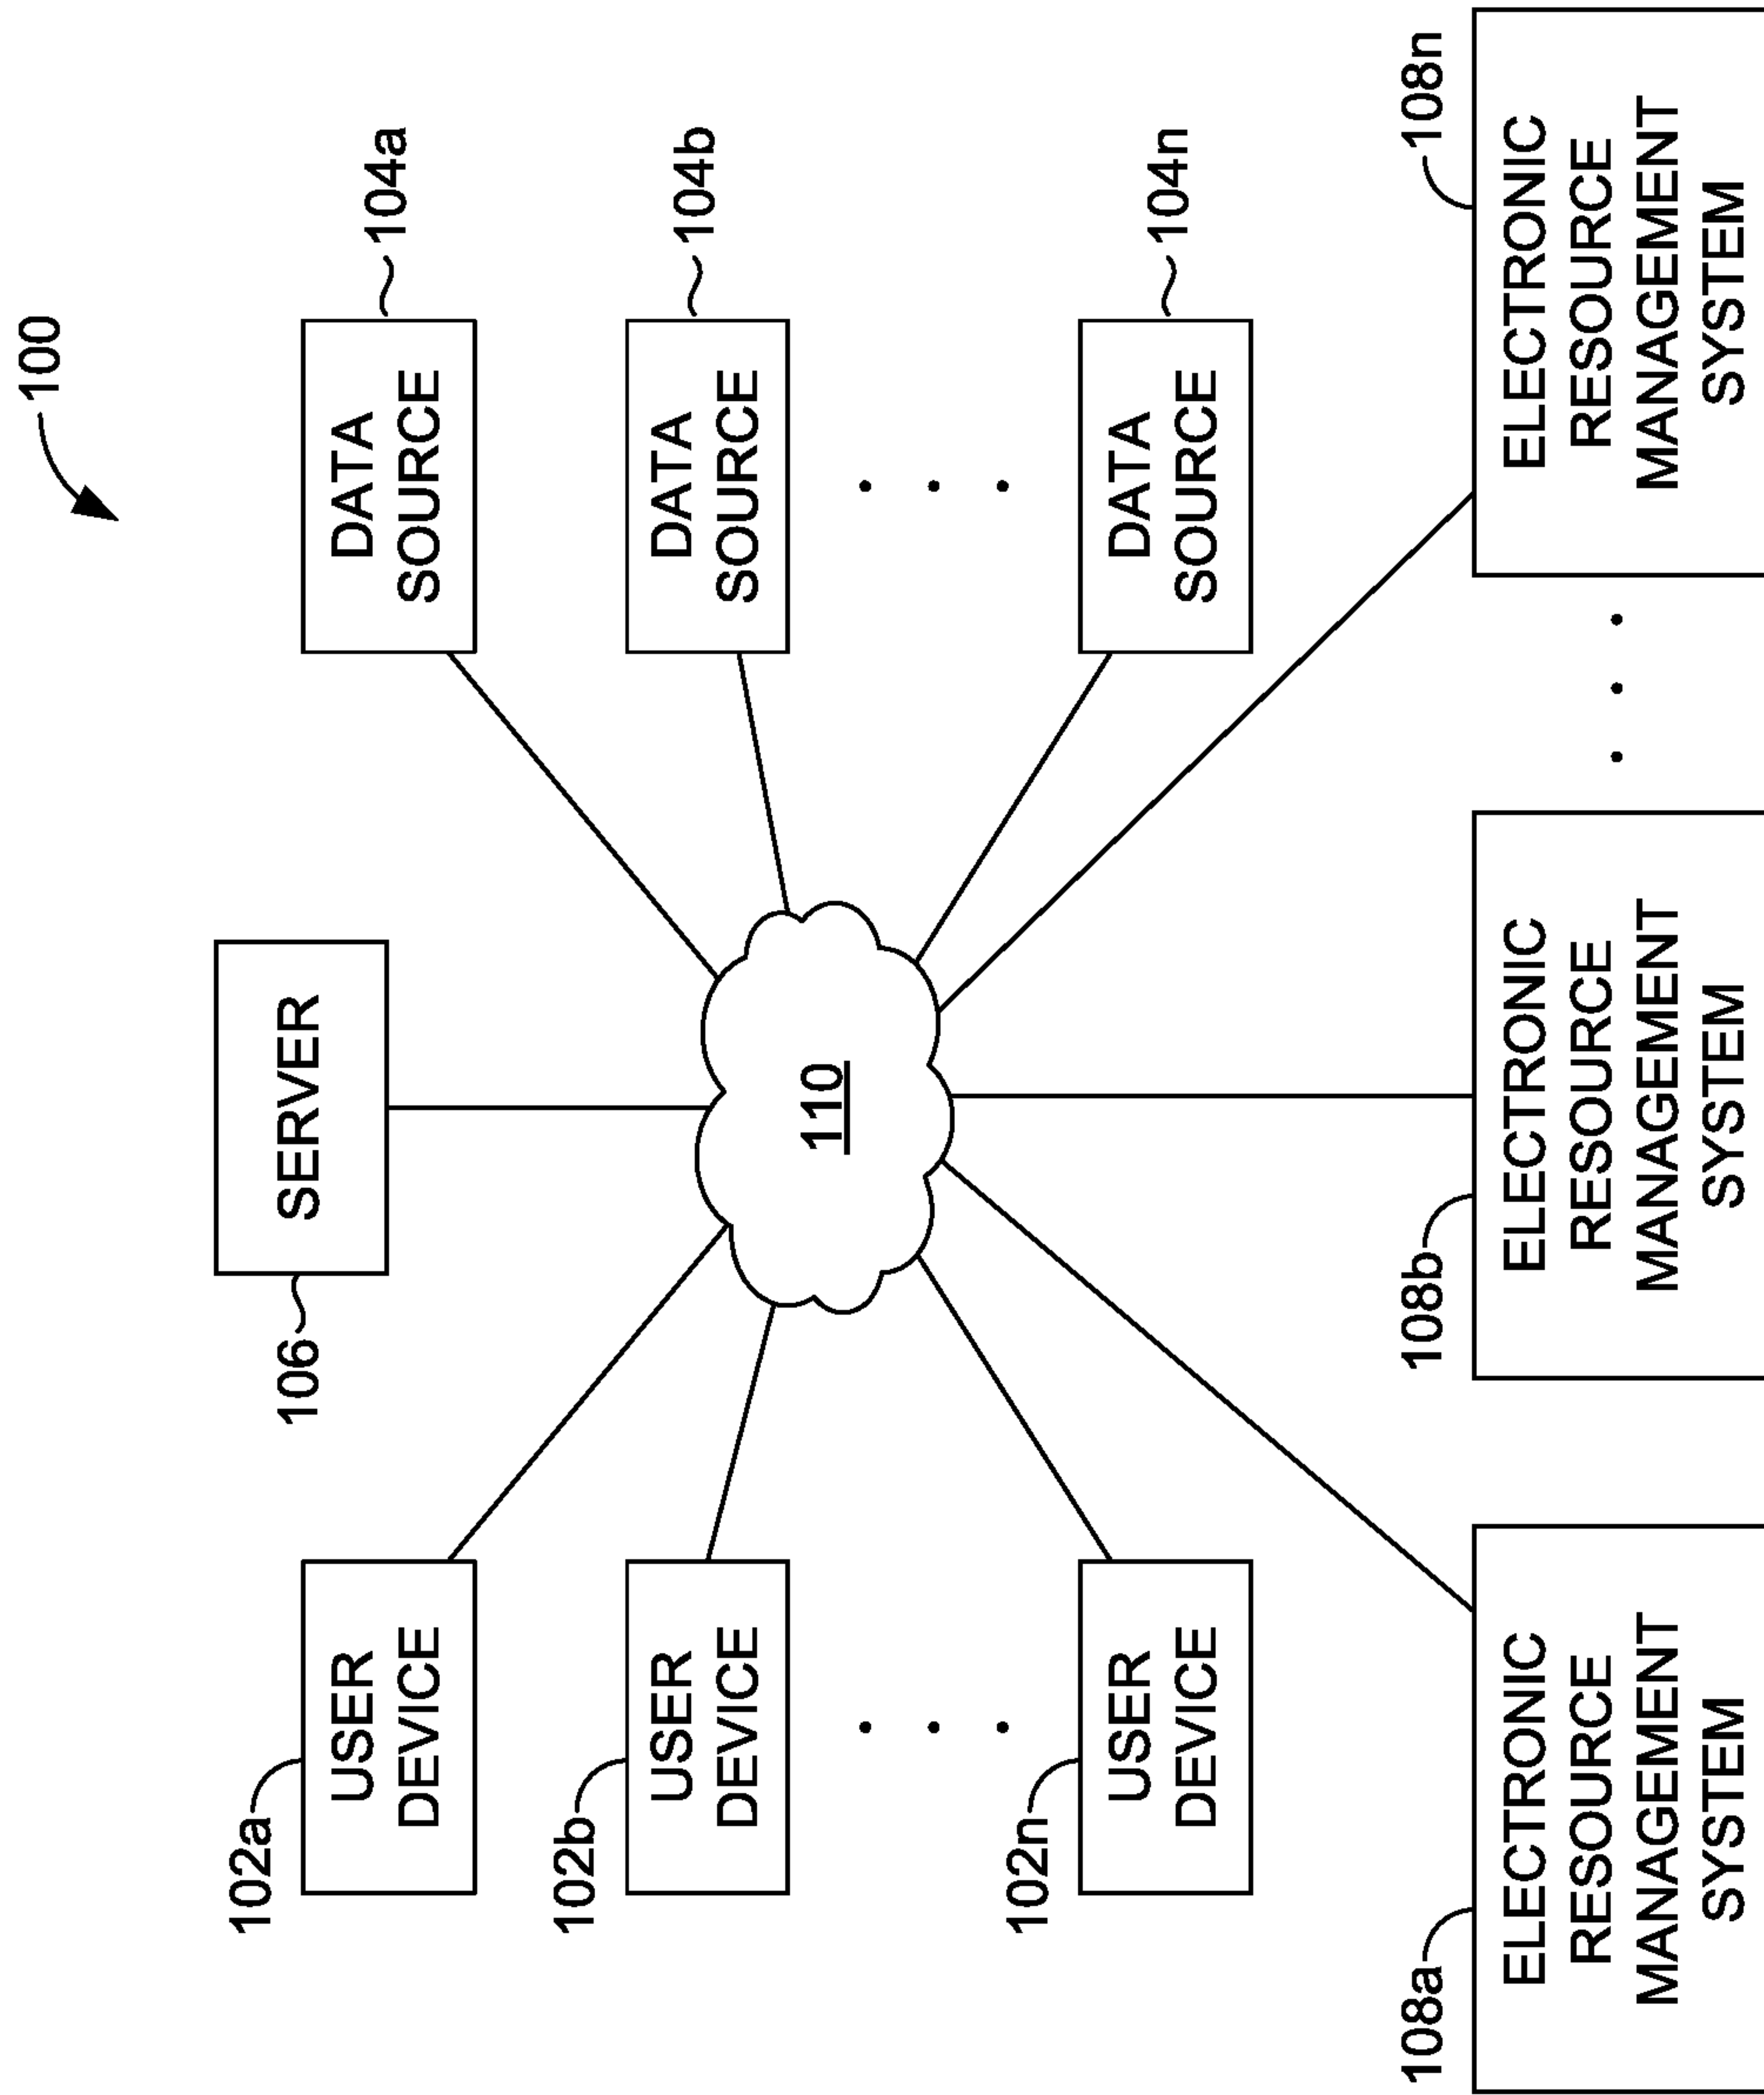 100
106
SERVER
102a
USER
DEVICE
104a
DATA
SOURCE
102b
USER
DEVICE
104b
DATA
SOURCE
110
102n
USER
DEVICE
104n
DATA
SOURCE
108a
ELECTRONIC
RESOURCE
MANAGEMENT
SYSTEM
108b
ELECTRONIC
RESOURCE
MANAGEMENT
SYSTEM
108n
ELECTRONIC
RESOURCE
MANAGEMENT
SYSTEM